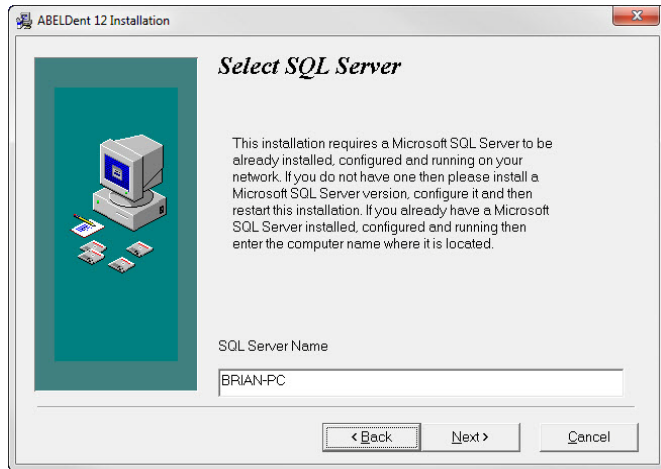 ABELDent 12 Installation
Select SQL Server
This installation requires a Microsoft SQL Server to be
already installed, configured and running on your
network. If you do not have one then please install a
Microsoft SQL Server version, configure it and then
restart this installation. If you already have a Microsoft
SQL Server installed, configured and running then
enter the computer name where it is located.
SQL Server Name
BRIAN-PC
< Back Next > Cancel